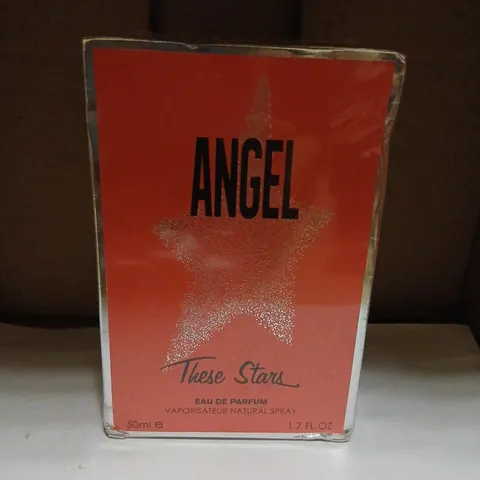 ANGEL
These Stars
EAU DE PARFUM
VAPORISATEUR NATURAL SPRAY
50ml ℮ 1.7 FL.OZ